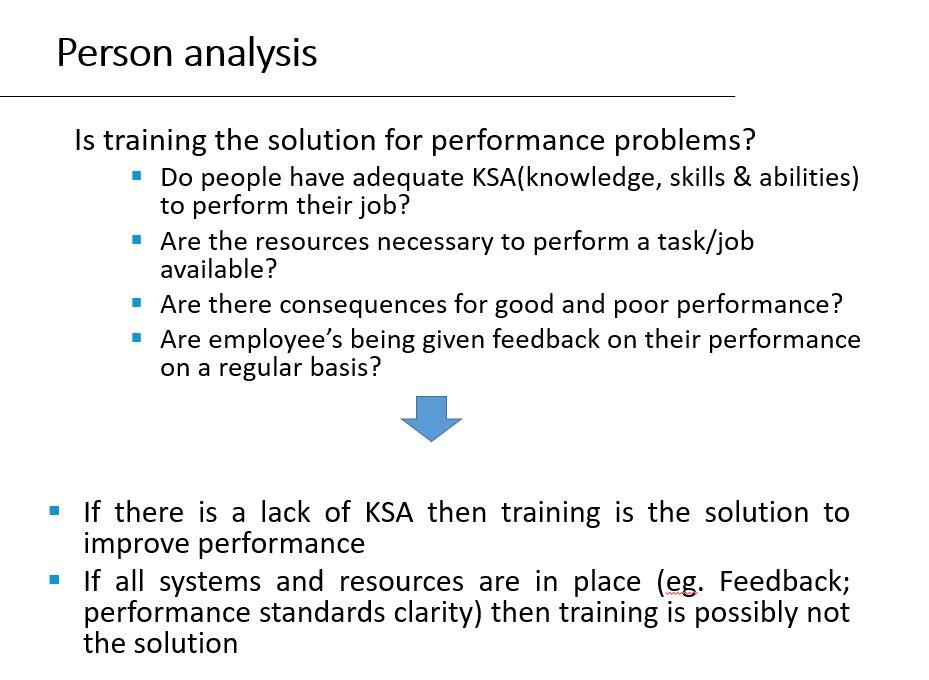 Person analysis
Is training the solution for performance problems?
▪ Do people have adequate KSA(knowledge, skills & abilities)
to perform their job?
▪ Are the resources necessary to perform a task/job
available?
▪ Are there consequences for good and poor performance?
▪ Are employee’s being given feedback on their performance
on a regular basis?
▪ If there is a lack of KSA then training is the solution to
improve performance
▪ If all systems and resources are in place (eg. Feedback;
performance standards clarity) then training is possibly not
the solution